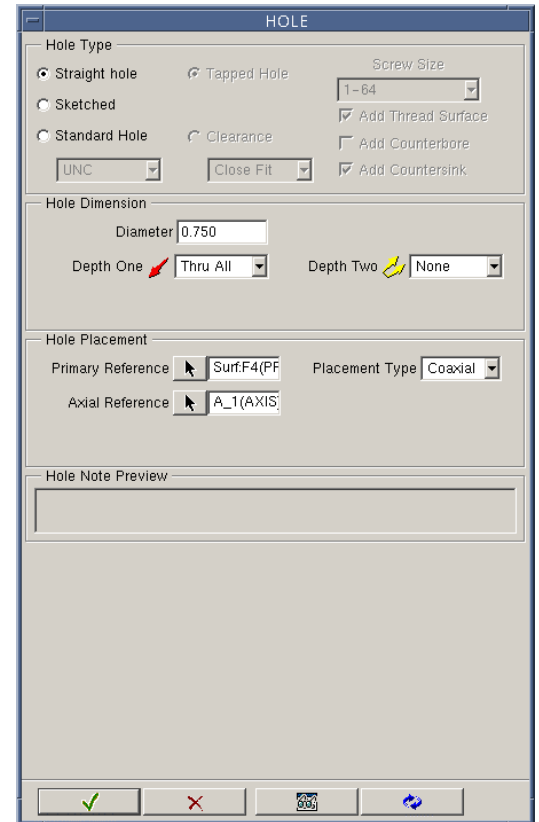 HOLE
Hole Type
Straight hole
Tapped Hole
Screw Size
1-64
Sketched
Add Thread Surface
Standard Hole
Clearance
Add Counterbore
UNC
Close Fit
Add Countersink
Hole Dimension
Diameter 0.750
Depth One Thru All Depth Two None
Hole Placement
Primary Reference Surf:F4(PR Placement Type Coaxial
Axial Reference A_1(AXIS)
Hole Note Preview